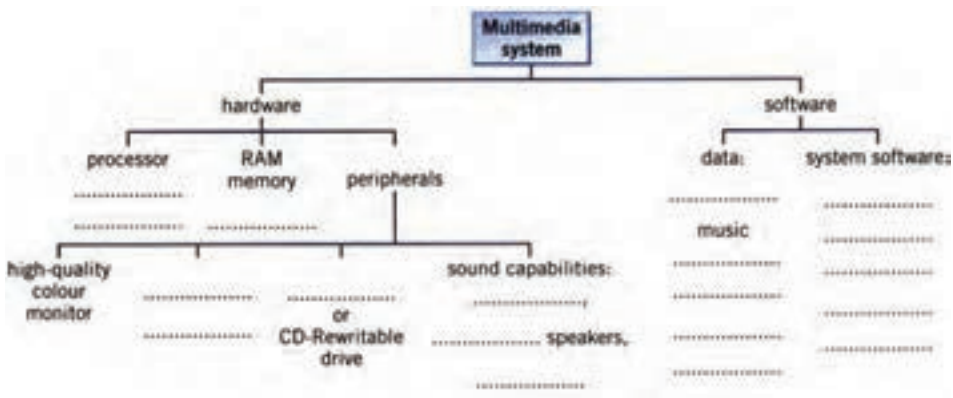 Multimedia
system
hardware
software
processor
RAM
memory
peripherals
data:
system software:
music
high-quality
colour
monitor
or
CD-Rewritable
drive
sound capabilities:
speakers,